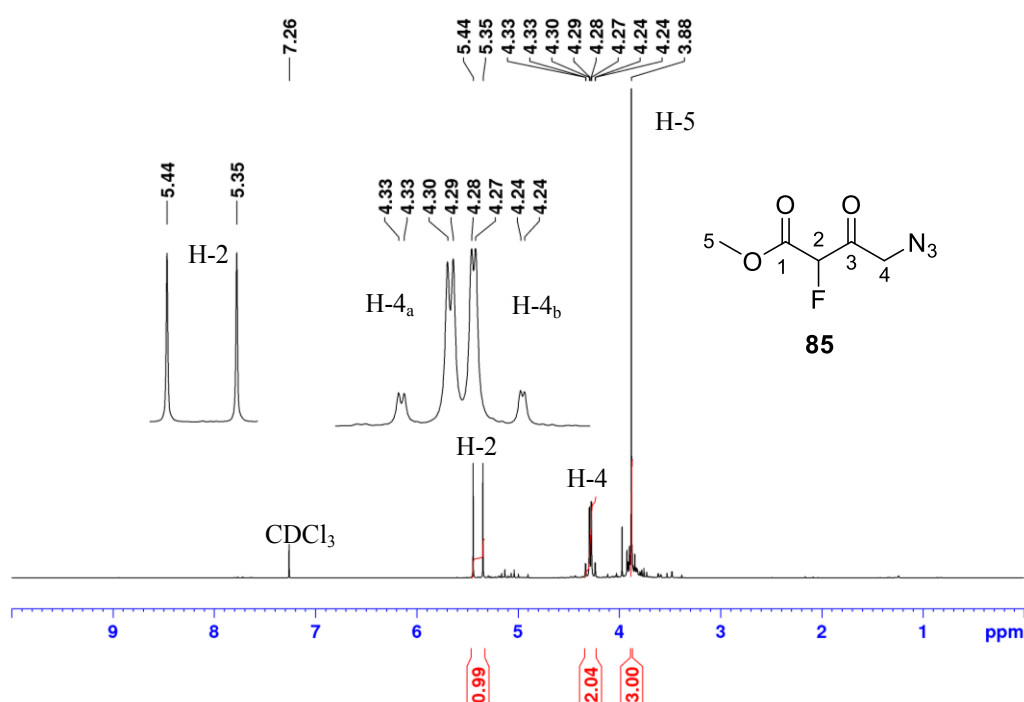 7.26
5.44
5.35
4.33
4.33
4.30
4.29
4.28
4.27
4.24
4.24
3.88
H-5
5.44
5.35
4.33
4.33
4.30
4.29
4.28
4.27
4.24
4.24
H-2
H-4a
H-4b
O O
5 2 N3
O 1 3 4
F
85
H-2
H-4
CDCl3
9 8 7 6 5 4 3 2 1 ppm
0.99
2.04
3.00